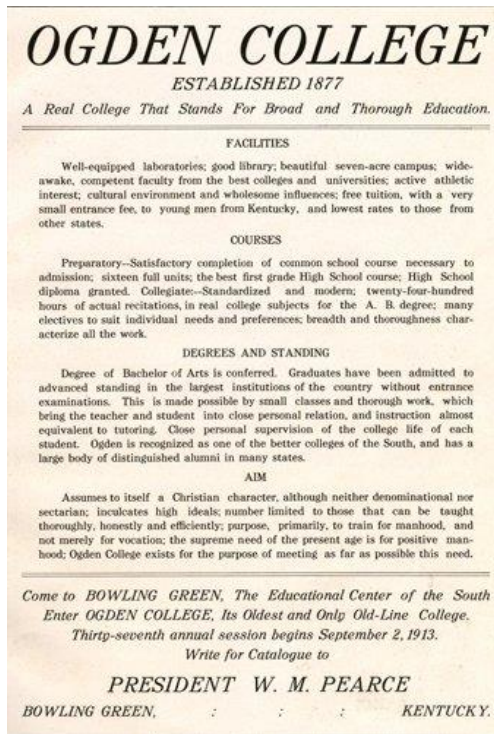 OGDEN COLLEGE
ESTABLISHED 1877
A Real College That Stands For Broad and Thorough Education.
FACILITIES
Well-equipped laboratories; good library; beautiful seven-acre campus; wide-
awake, competent faculty from the best colleges and universities; active athletic
interest; cultural environment and wholesome influences; free tuition, with a very
small entrance fee, to young men from Kentucky, and lowest rates to those from
other states.
COURSES
Preparatory--Satisfactory completion of common school course necessary to
admission; sixteen full units; the best first grade High School course; High School
diploma granted. Collegiate:--Standardized and modern; twenty-four-hundred
hours of actual recitations, in real college subjects for the A. B. degree; many
electives to suit individual needs and preferences; breadth and thoroughness char-
acterize all the work.
DEGREES AND STANDING
Degree of Bachelor of Arts is conferred. Graduates have been admitted to
advanced standing in the largest institutions of the country without entrance
examinations. This is made possible by small classes and thorough work, which
bring the teacher and student into close personal relation, and instruction almost
equivalent to tutoring. Close personal supervision of the college life of each
student. Ogden is recognized as one of the better colleges of the South, and has a
large body of distinguished alumni in many states.
AIM
Assumes to itself a Christian character, although neither denominational nor
sectarian; inculcates high ideals; number limited to those that can be taught
thoroughly, honestly and efficiently; purpose, primarily, to train for manhood, and
not merely for vocation; the supreme need of the present age is for positive man-
hood; Ogden College exists for the purpose of meeting as far as possible this need.
Come to BOWLING GREEN, The Educational Center of the South
Enter OGDEN COLLEGE, Its Oldest and Only Old-Line College.
Thirty-seventh annual session begins September 2, 1913.
Write for Catalogue to
PRESIDENT W. M. PEARCE
BOWLING GREEN, : : : KENTUCKY.